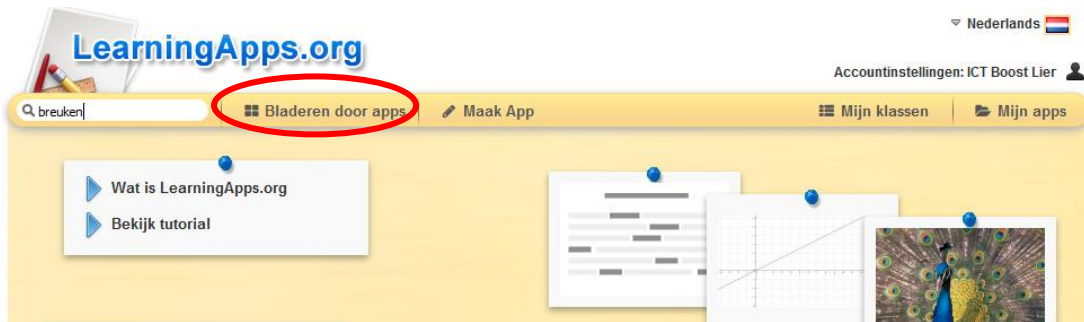 Nederlands
LearningApps.org
Accountinstellingen: ICT Boost Lier
breuken
Bladeren door apps
Maak App
Mijn klassen
Mijn apps
Wat is LearningApps.org
Bekijk tutorial